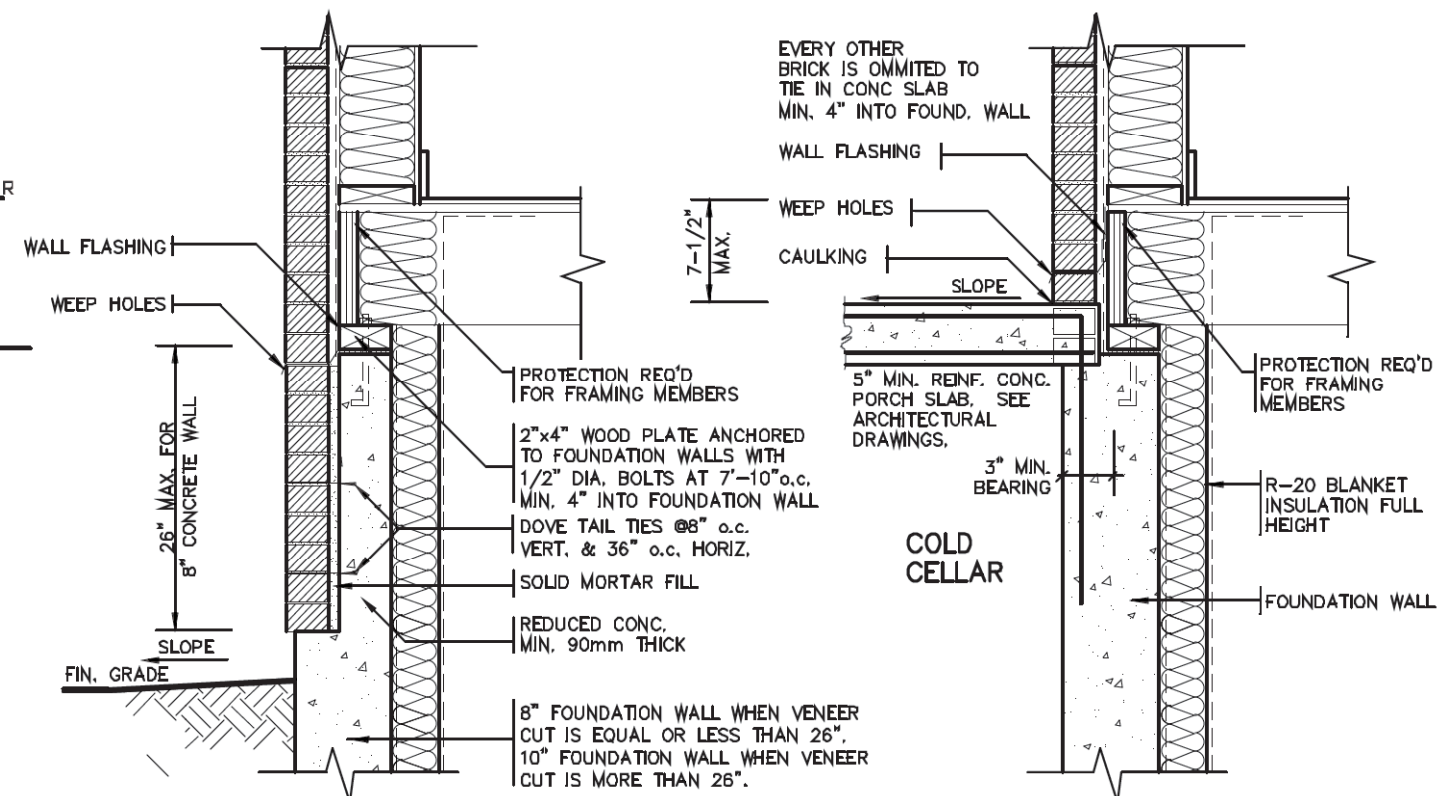 R
WALL FLASHING
WEEP HOLES
26" MAX. FOR
8" CONCRETE WALL
SLOPE
FIN. GRADE
PROTECTION REQ'D
FOR FRAMING MEMBERS
2"x4" WOOD PLATE ANCHORED
TO FOUNDATION WALLS WITH
1/2" DIA. BOLTS AT 7'-10"o.c.
MIN. 4" INTO FOUNDATION WALL
DOVE TAIL TIES @8" o.c.
VERT. & 36" o.c. HORIZ.
SOLID MORTAR FILL
REDUCED CONC.
MIN. 90mm THICK
8" FOUNDATION WALL WHEN VENEER
CUT IS EQUAL OR LESS THAN 26".
10" FOUNDATION WALL WHEN VENEER
CUT IS MORE THAN 26".
EVERY OTHER
BRICK IS OMMITED TO
TIE IN CONC SLAB
MIN. 4" INTO FOUND. WALL
WALL FLASHING
WEEP HOLES
7-1/2"
MAX.
CAULKING
SLOPE
5" MIN. REINF. CONC.
PORCH SLAB. SEE
ARCHITECTURAL
DRAWINGS.
3" MIN.
BEARING
COLD
CELLAR
PROTECTION REQ'D
FOR FRAMING
MEMBERS
R-20 BLANKET
INSULATION FULL
HEIGHT
FOUNDATION WALL